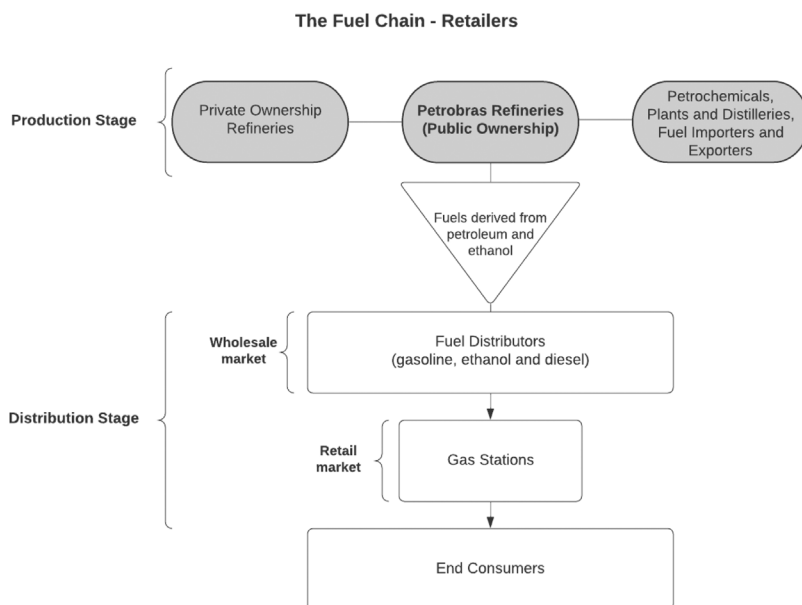 The Fuel Chain - Retailers
Production Stage
Private Ownership
Refineries
Petrobras Refineries
(Public Ownership)
Petrochemicals,
Plants and Distilleries,
Fuel Importers and
Exporters
Fuels derived from
petroleum and
ethanol
Distribution Stage
Wholesale
market
Fuel Distributors
(gasoline, ethanol and diesel)
Retail
market
Gas Stations
End Consumers